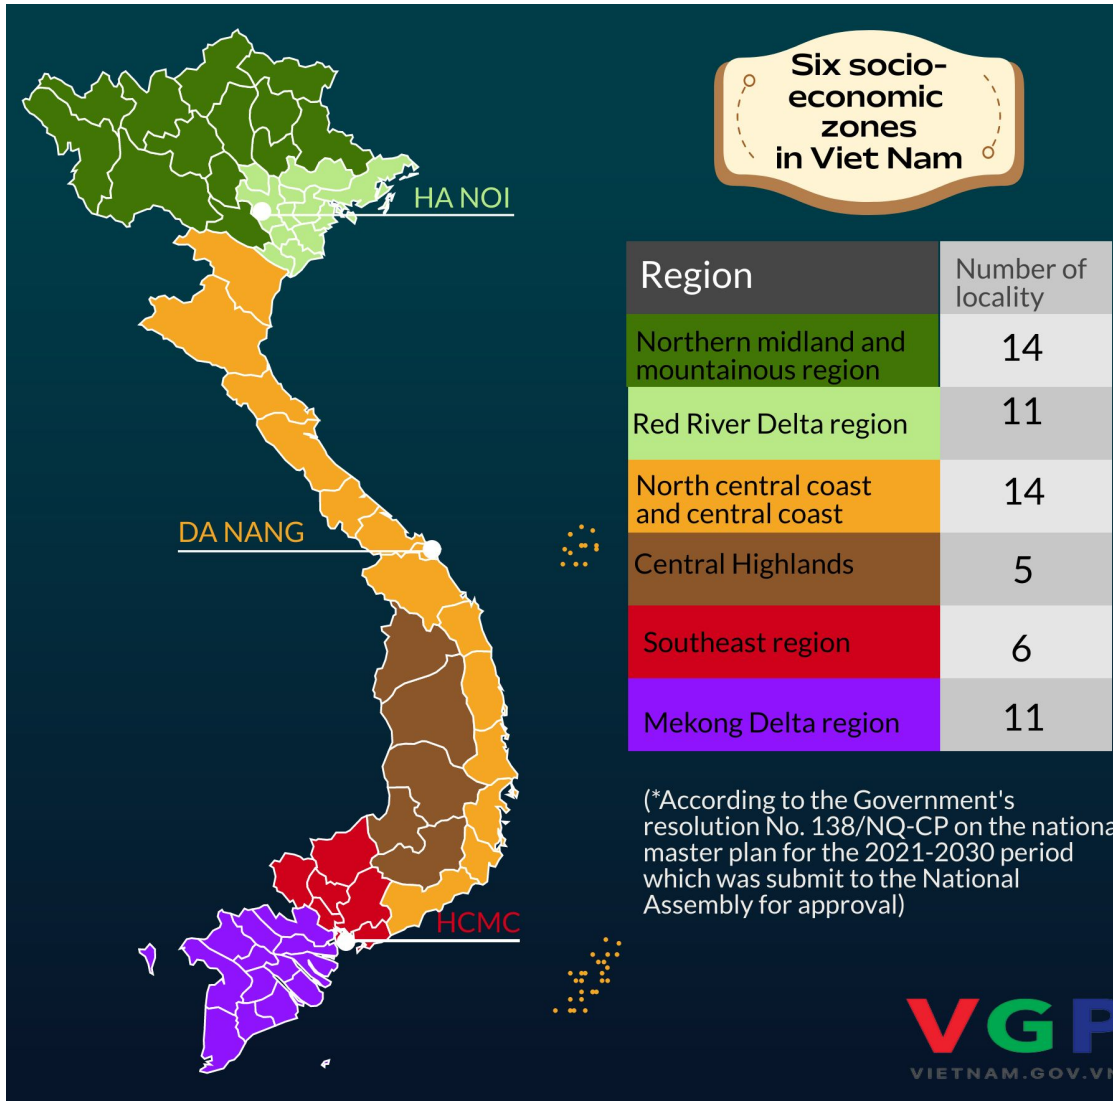 Six socio-
economic
zones
in Viet Nam
HA NOI
DA NANG
HCMC
Region
Number of
locality
Northern midland and
mountainous region
14
Red River Delta region
11
North central coast
and central coast
14
Central Highlands
5
Southeast region
6
Mekong Delta region
11
(*According to the Government's
resolution No. 138/NQ-CP on the nationa
master plan for the 2021-2030 period
which was submit to the National
Assembly for approval)
VGP
VIETNAM.GOV.VN